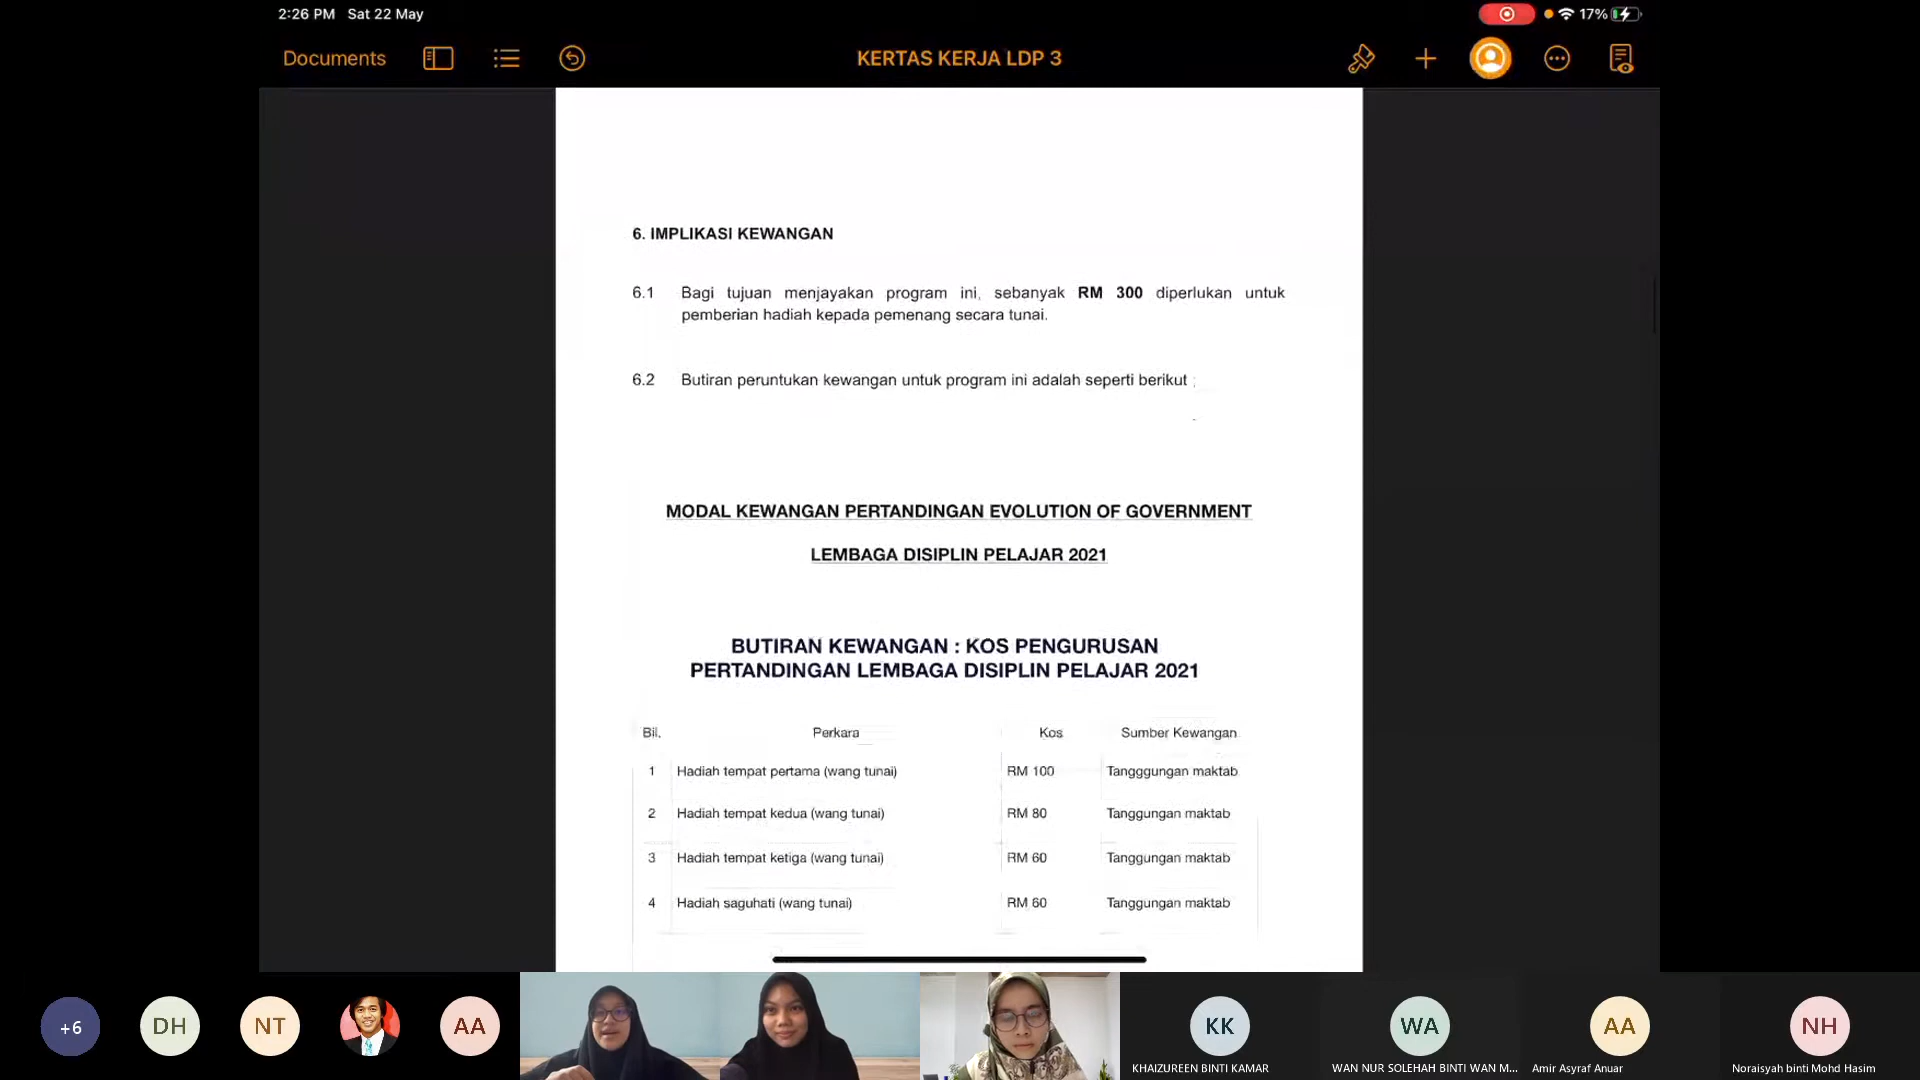 2:26 PM Sat 22 May
17%
Documents
KERTAS KERJA LDP 3
6. IMPLIKASI KEWANGAN
6.1 Bagi tujuan menjayakan program ini, sebanyak RM 300 diperlukan untuk
pemberian hadiah kepada pemenang secara tunai.
6.2 Butiran peruntukan kewangan untuk program ini adalah seperti berikut ;
MODAL KEWANGAN PERTANDINGAN EVOLUTION OF GOVERNMENT
LEMBAGA DISIPLIN PELAJAR 2021
BUTIRAN KEWANGAN : KOS PENGURUSAN
PERTANDINGAN LEMBAGA DISIPLIN PELAJAR 2021
Bil. Perkara Kos Sumber Kewangan
1 Hadiah tempat pertama (wang tunai) RM 100 Tangggungan maktab
2 Hadiah tempat kedua (wang tunai) RM 80 Tanggungan maktab
3 Hadiah tempat ketiga (wang tunai) RM 60 Tanggungan maktab
4 Hadiah saguhati (wang tunai) RM 60 Tanggungan maktab
+6 DH NT AA KK WA AA NH
KHAIZUREEN BINTI KAMAR WAN NUR SOLEHAH BINTI WAN M... Amir Asyraf Anuar Noraisyah binti Mohd Hasim